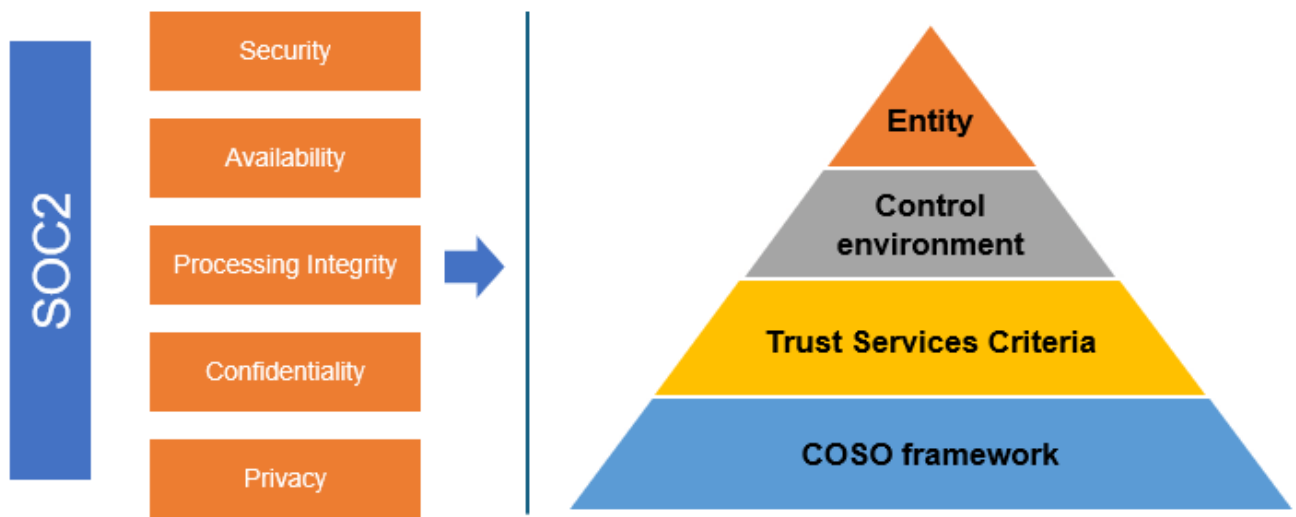 SOC2
Security
Availability
Processing Integrity
Confidentiality
Privacy
Entity
Control
environment
Trust Services Criteria
COSO framework